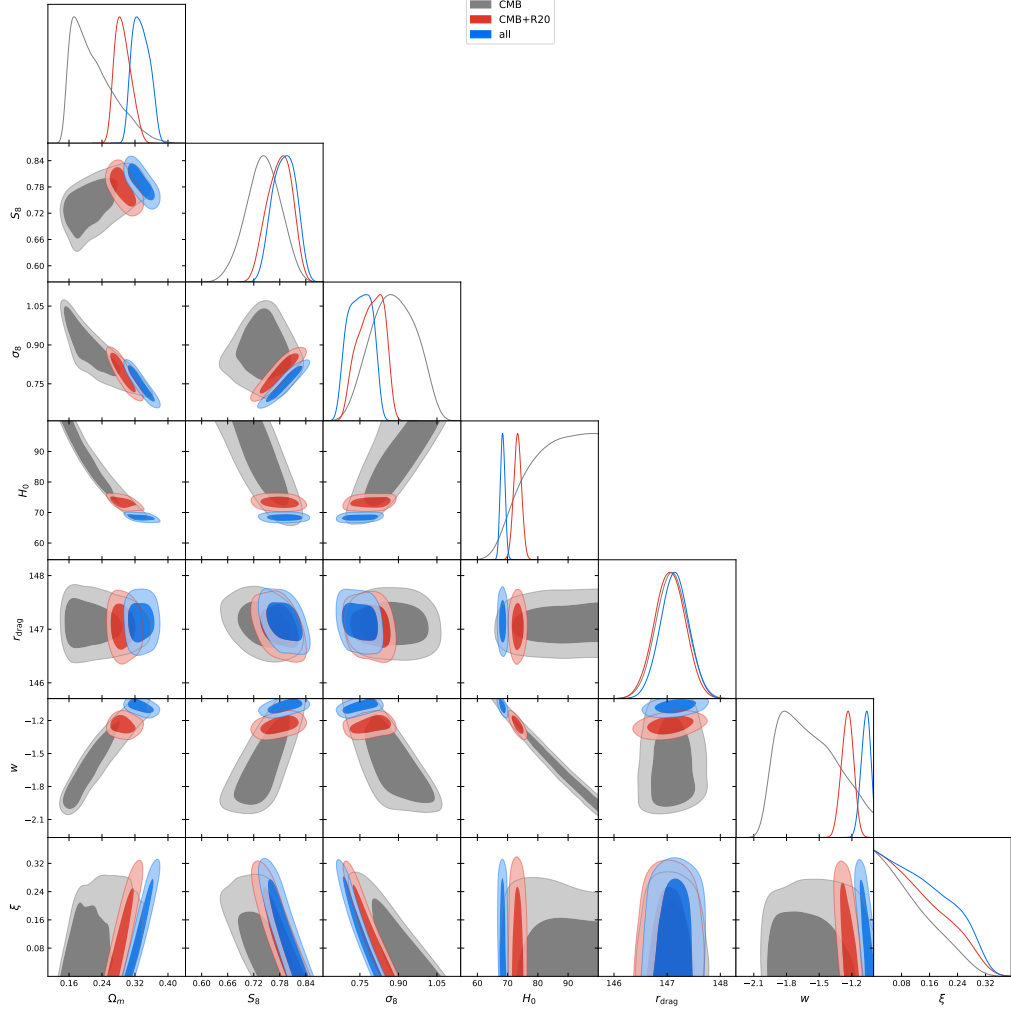 CMB
CMB+R20
all
0.84
0.78
0.72
0.66
0.60
S₈
1.05
0.90
0.75
σ₈
90
80
70
60
H₀
148
147
146
r_drag
−1.2
−1.5
−1.8
−2.1
w
0.32
0.24
0.16
0.08
ξ
0.16 0.24 0.32 0.40
Ωₘ
0.60 0.66 0.72 0.78 0.84
S₈
0.75 0.90 1.05
σ₈
60 70 80 90
H₀
146 147 148
r_drag
−2.1 −1.8 −1.5 −1.2
w
0.08 0.16 0.24 0.32
ξ